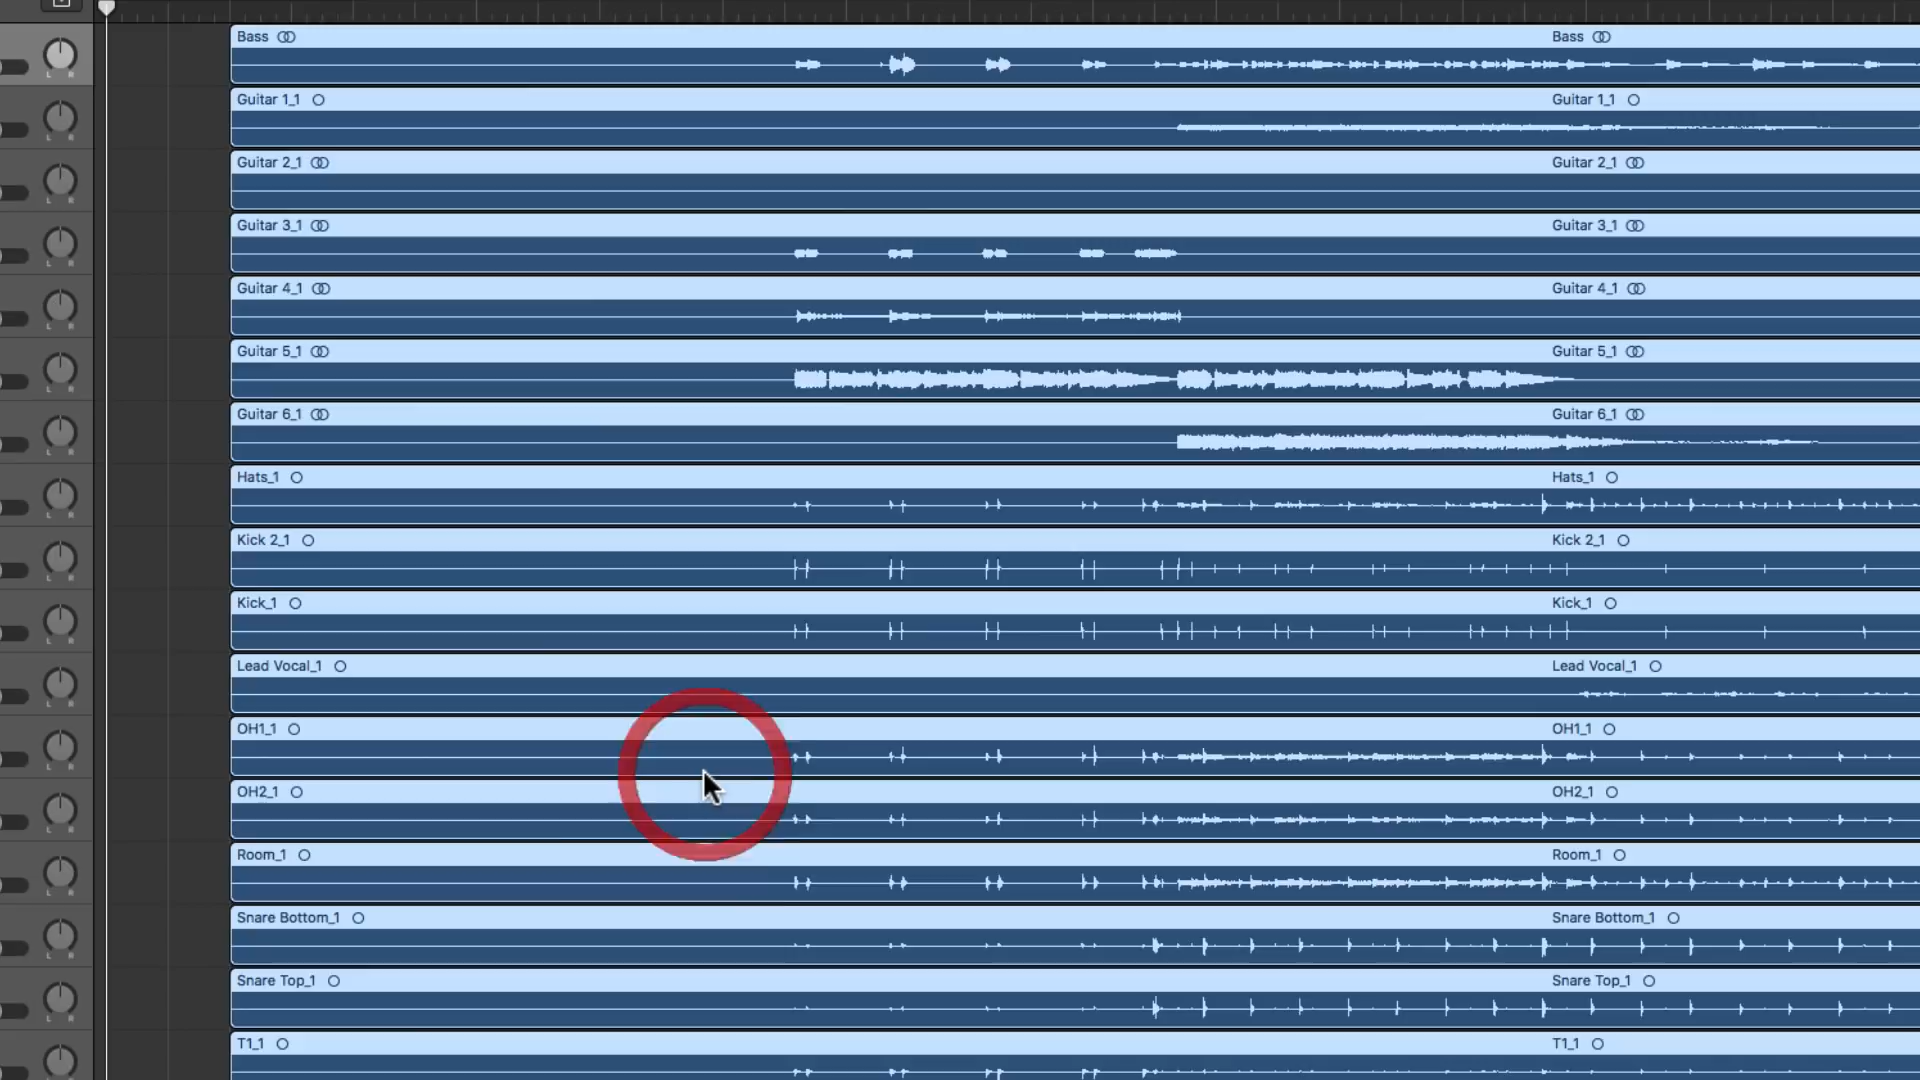 Bass Bass
L R
Guitar 1_1 Guitar 1_1
L R
Guitar 2_1 Guitar 2_1
L R
Guitar 3_1 Guitar 3_1
L R
Guitar 4_1 Guitar 4_1
L R
Guitar 5_1 Guitar 5_1
L R
Guitar 6_1 Guitar 6_1
L R
Hats_1 Hats_1
L R
Kick 2_1 Kick 2_1
L R
Kick_1 Kick_1
L R
Lead Vocal_1 Lead Vocal_1
L R
OH1_1 OH1_1
L R
OH2_1 OH2_1
L R
Room_1 Room_1
L R
Snare Bottom_1 Snare Bottom_1
L R
Snare Top_1 Snare Top_1
L R
T1_1 T1_1
L R